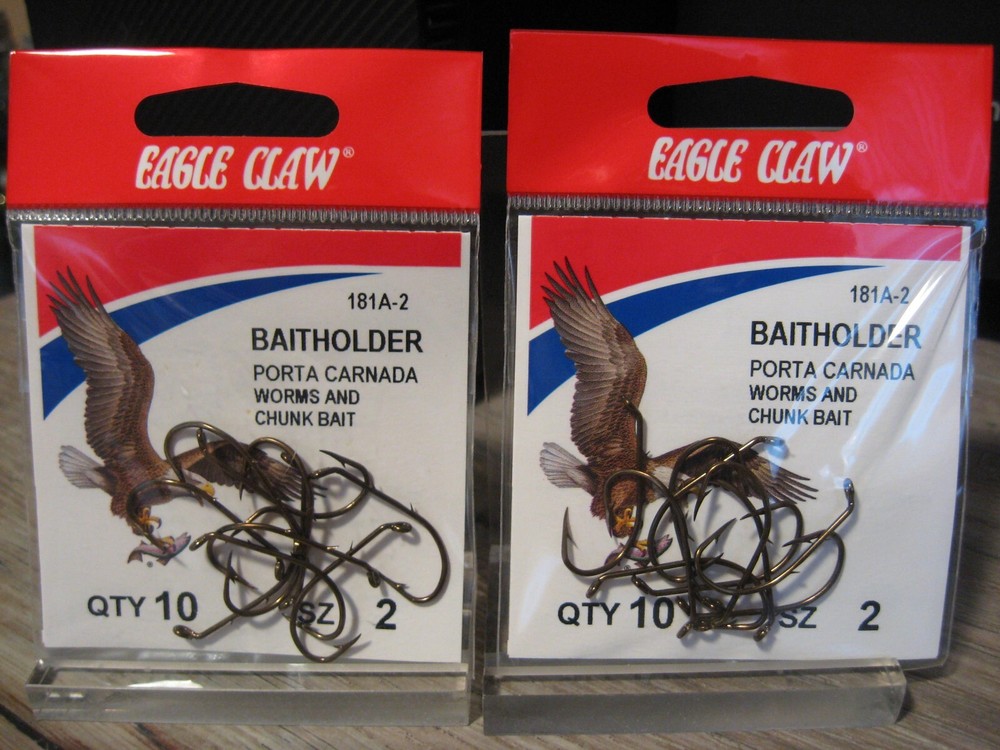 EAGLE CLAW®
181A-2
BAITHOLDER
PORTA CARNADA
WORMS AND
CHUNK BAIT
QTY 10 SZ 2
EAGLE CLAW®
181A-2
BAITHOLDER
PORTA CARNADA
WORMS AND
CHUNK BAIT
QTY 10 SZ 2